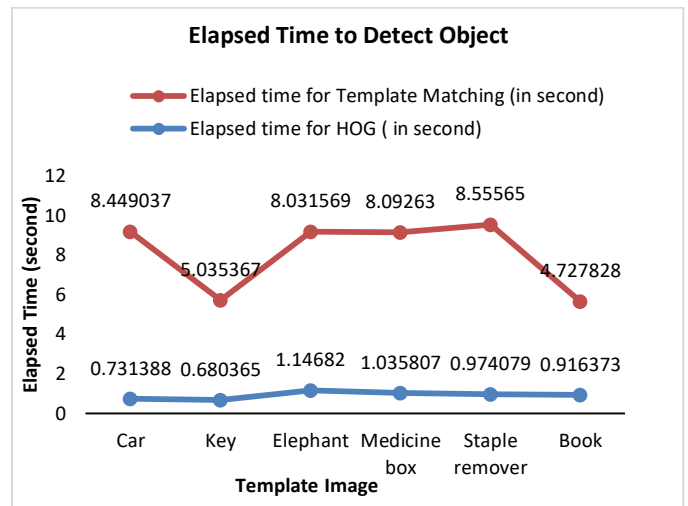 Elapsed Time to Detect Object
Elapsed time for Template Matching (in second)
Elapsed time for HOG ( in second)
Elapsed Time (second)
12
10
8
6
4
2
0
8.449037
5.035367
8.031569
8.09263
8.55565
4.727828
0.731388
0.680365
1.14682
1.035807
0.974079
0.916373
Car
Key
Elephant
Medicine
box
Staple
remover
Book
Template Image